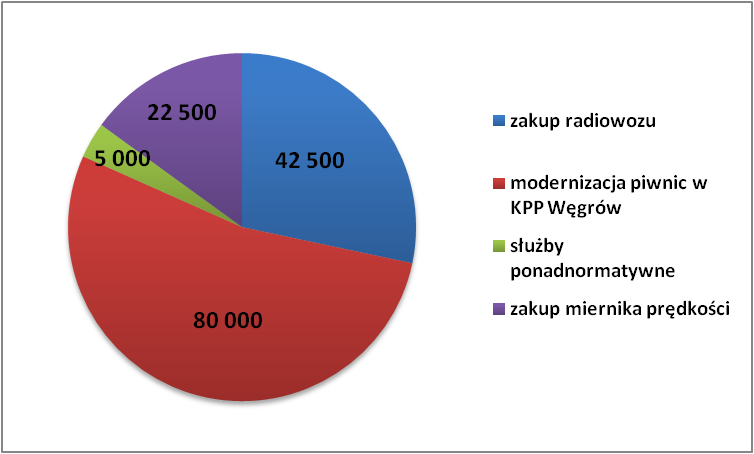 22 500
42 500
5 000
80 000
zakup radiowozu
modernizacja piwnic w
KPP Węgrów
służby
ponadnormatywne
zakup miernika prędkości